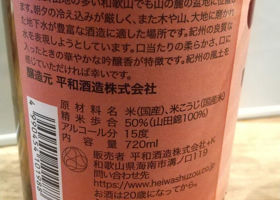 山田錦の多い和歌山でも山の麓の盆地に位置
します。朝夕の冷え込みが厳しく、また木や山、大地に磨かれ
た地下水が豊富な酒造に適した場所です。紀州の良質な
水を表現しようとしています。口当たりの柔らかさ、口に
入ったときの華やかな吟醸香が特徴です。紀州の風土を
感じていただければ幸いです。
醸造元 平和酒造株式会社
原材料名 米(国産)、米こうじ(国産米)
精米歩合 50%(山田錦100%)
アルコール分 15度
内容量 720ml
販売者 平和酒造株式会社+K
和歌山県海南市溝ノ口119
問い合わせ先
https://www.heiwashuzou.co.jp
お酒は20歳になってから。